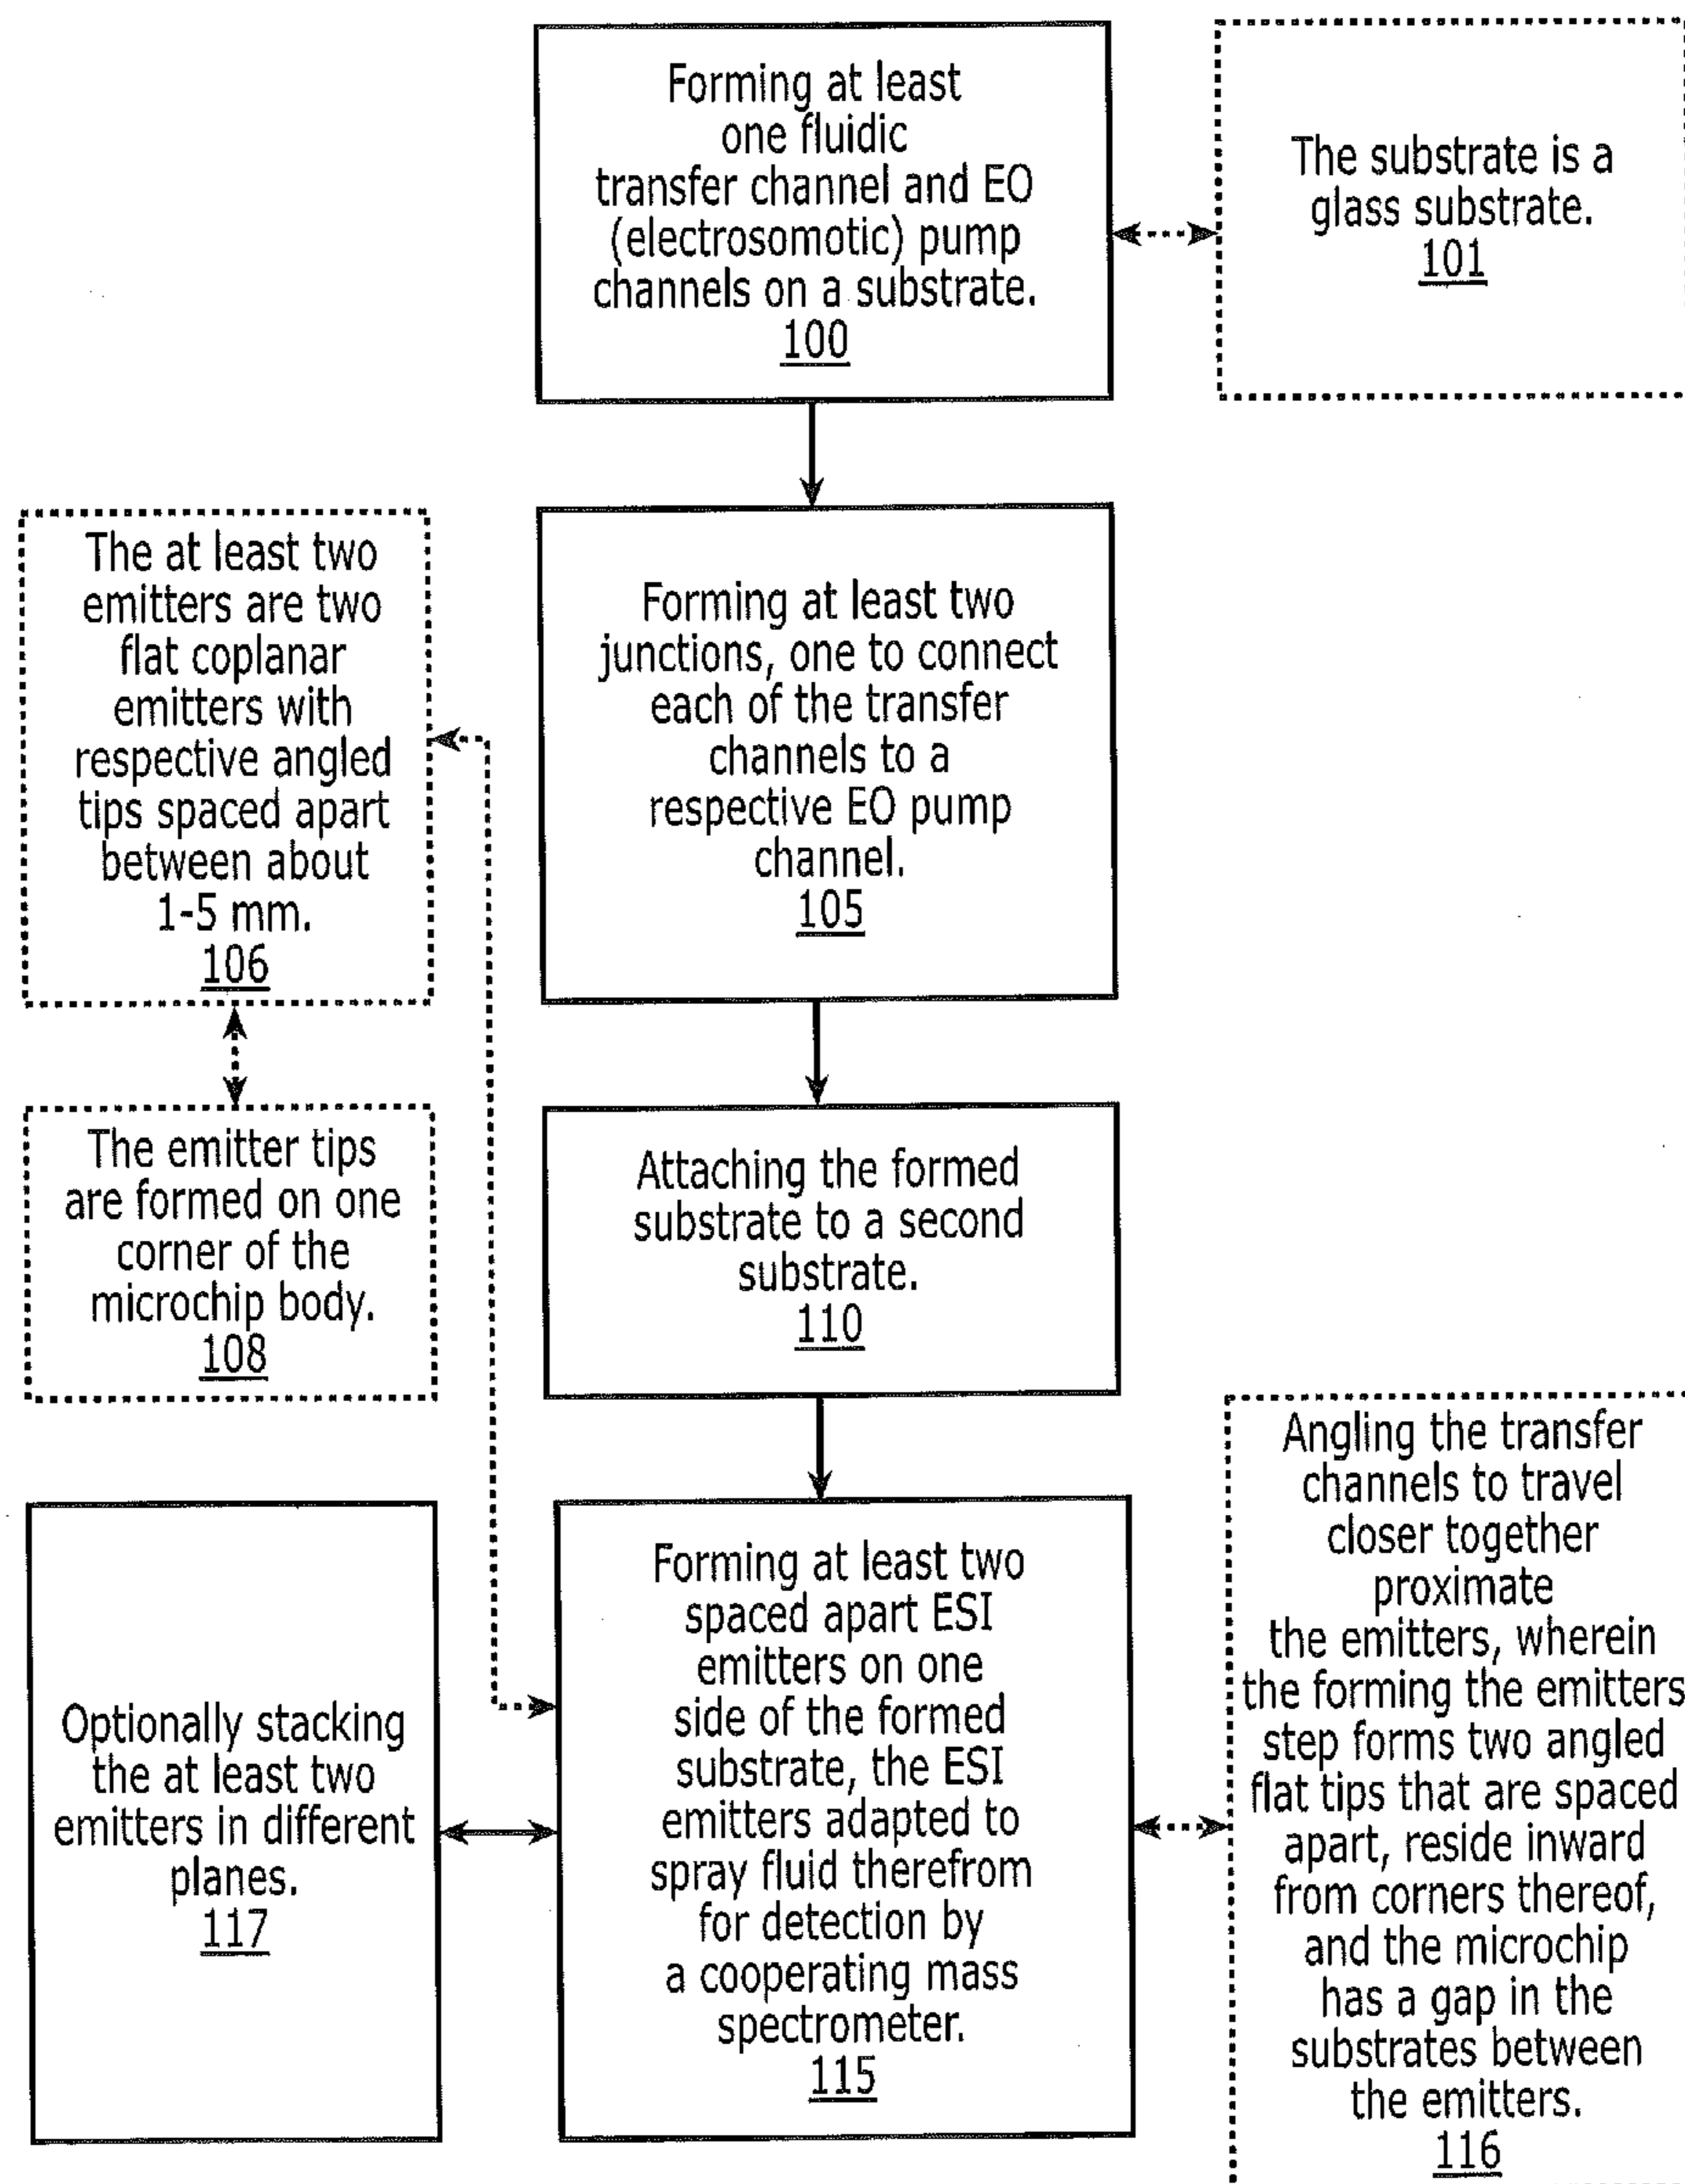 Forming at least
one fluidic
transfer channel and EO
(electrosomotic) pump
channels on a substrate.
100
The substrate is a
glass substrate.
101
The at least two
emitters are two
flat coplanar
emitters with
respective angled
tips spaced apart
between about
1-5 mm.
106
Forming at least two
junctions, one to connect
each of the transfer
channels to a
respective EO pump
channel.
105
The emitter tips
are formed on one
corner of the
microchip body.
108
Attaching the formed
substrate to a second
substrate.
110
Optionally stacking
the at least two
emitters in different
planes.
117
Forming at least two
spaced apart ESI
emitters on one
side of the formed
substrate, the ESI
emitters adapted to
spray fluid therefrom
for detection by
a cooperating mass
spectrometer.
115
Angling the transfer
channels to travel
closer together
proximate
the emitters, wherein
the forming the emitters
step forms two angled
flat tips that are spaced
apart, reside inward
from corners thereof,
and the microchip
has a gap in the
substrates between
the emitters.
116